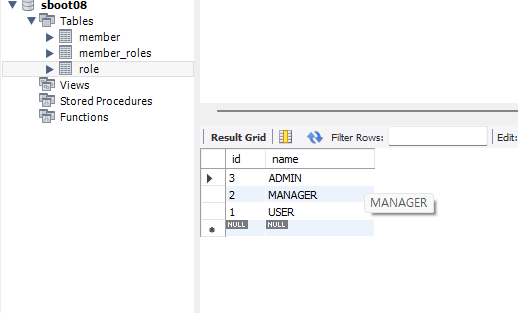 sboot08
Tables
member
member_roles
role
Views
Stored Procedures
Functions
Result Grid Filter Rows: Edit:
id name
3 ADMIN
2 MANAGER
1 USER
NULL NULL
MANAGER